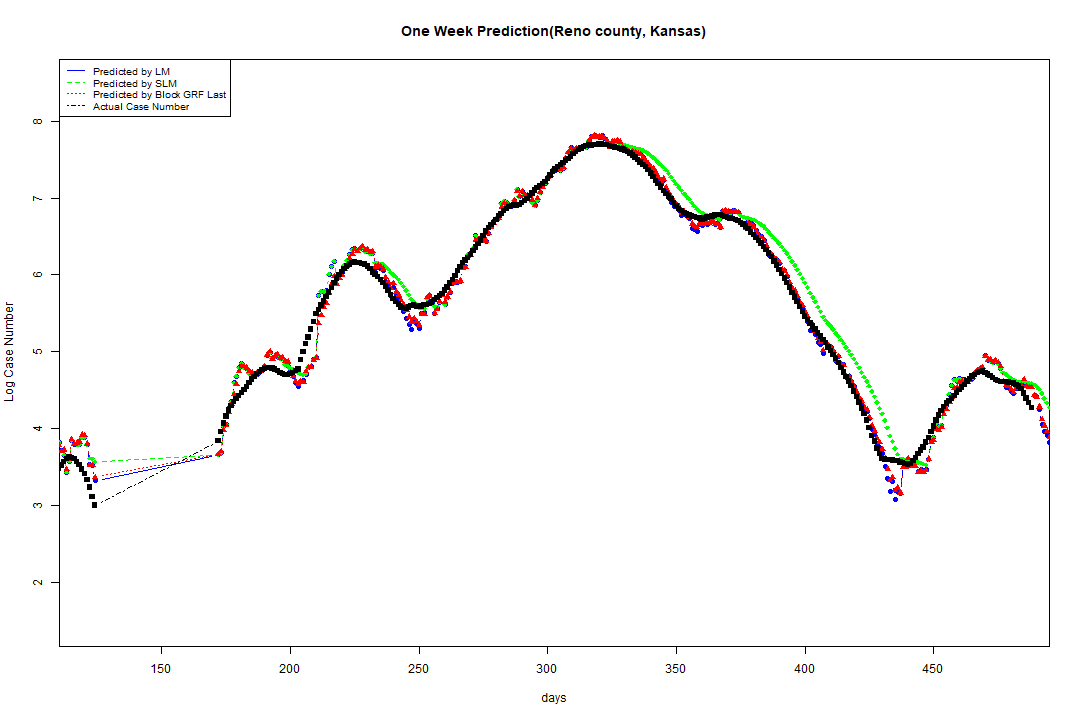 One Week Prediction(Reno county, Kansas)
Predicted by LM
Predicted by SLM
Predicted by Block GRF Last
Actual Case Number
Log Case Number
8
7
6
5
4
3
2
150 200 250 300 350 400 450
days